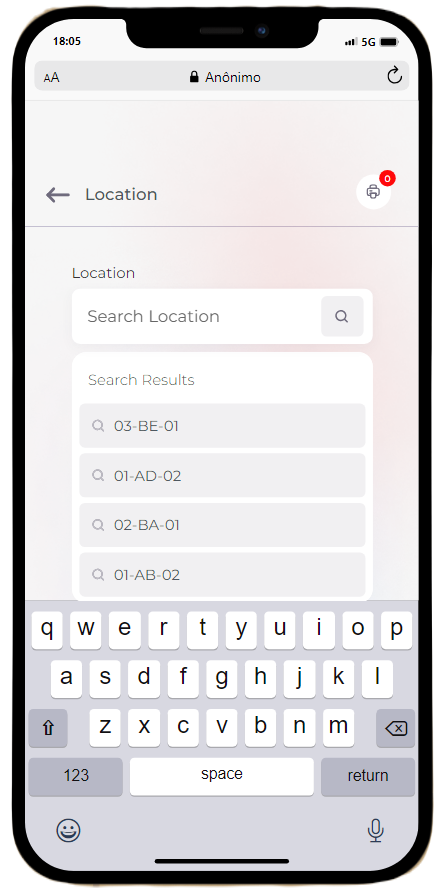 18:05
5G
AA
Anônimo
0
Location
Location
Search Location
Search Results
03-BE-01
01-AD-02
02-BA-01
01-AB-02
q w e r t y u i o p
a s d f g h j k l
z x c v b n m
123 space return